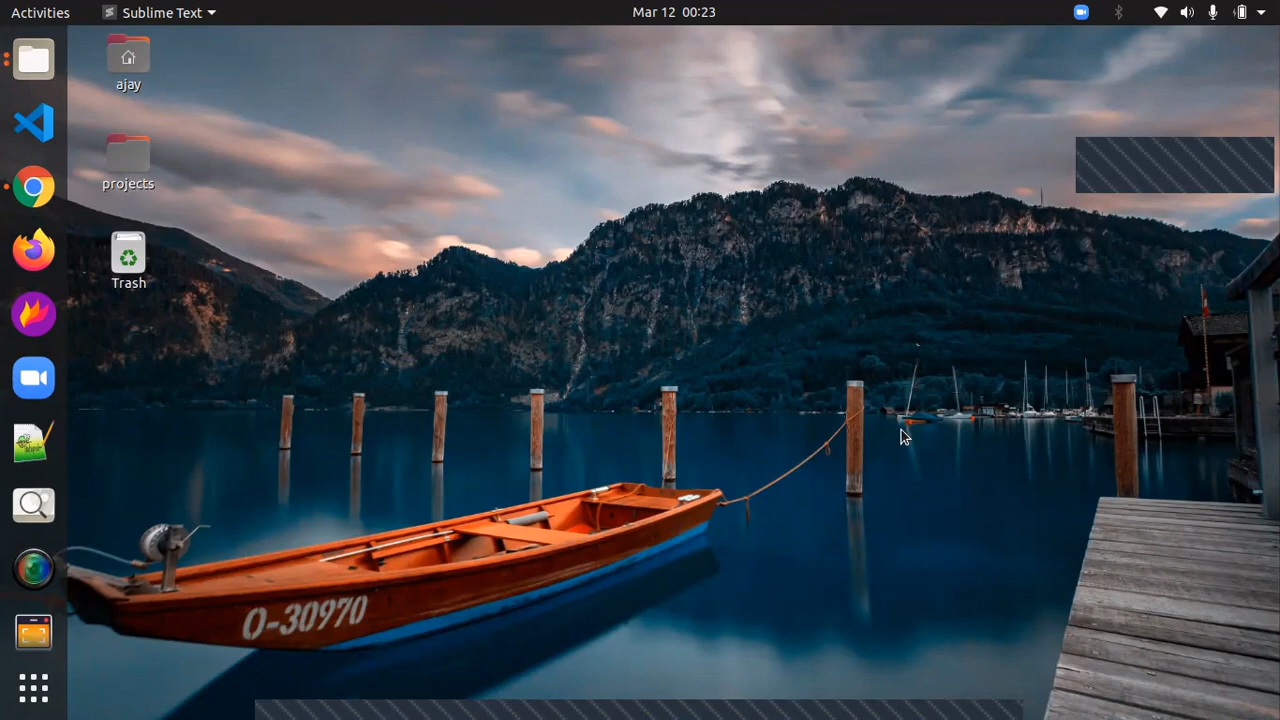 Activities
Sublime Text
Mar 12 00:23
ajay
projects
Trash
O-30970